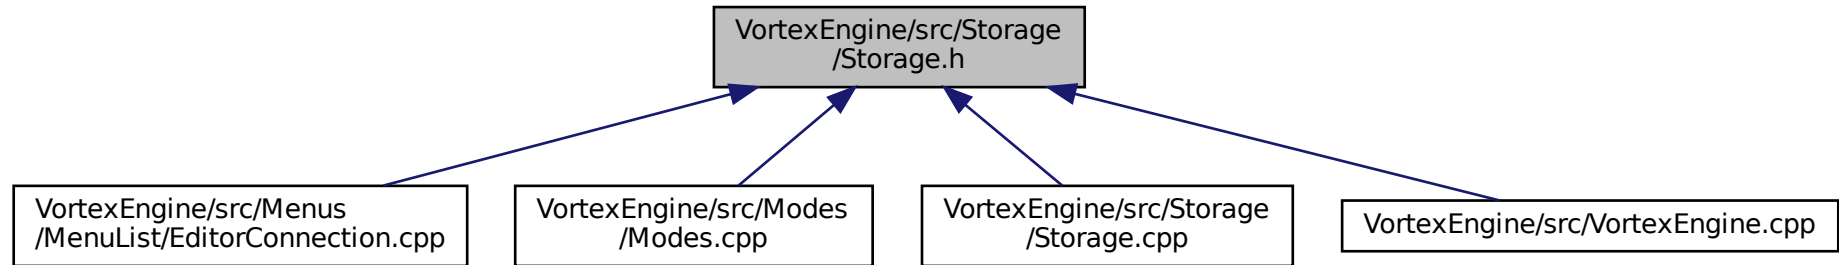 VortexEngine/src/Storage
/Storage.h
VortexEngine/src/Menus
/MenuList/EditorConnection.cpp
VortexEngine/src/Modes
/Modes.cpp
VortexEngine/src/Storage
/Storage.cpp
VortexEngine/src/VortexEngine.cpp